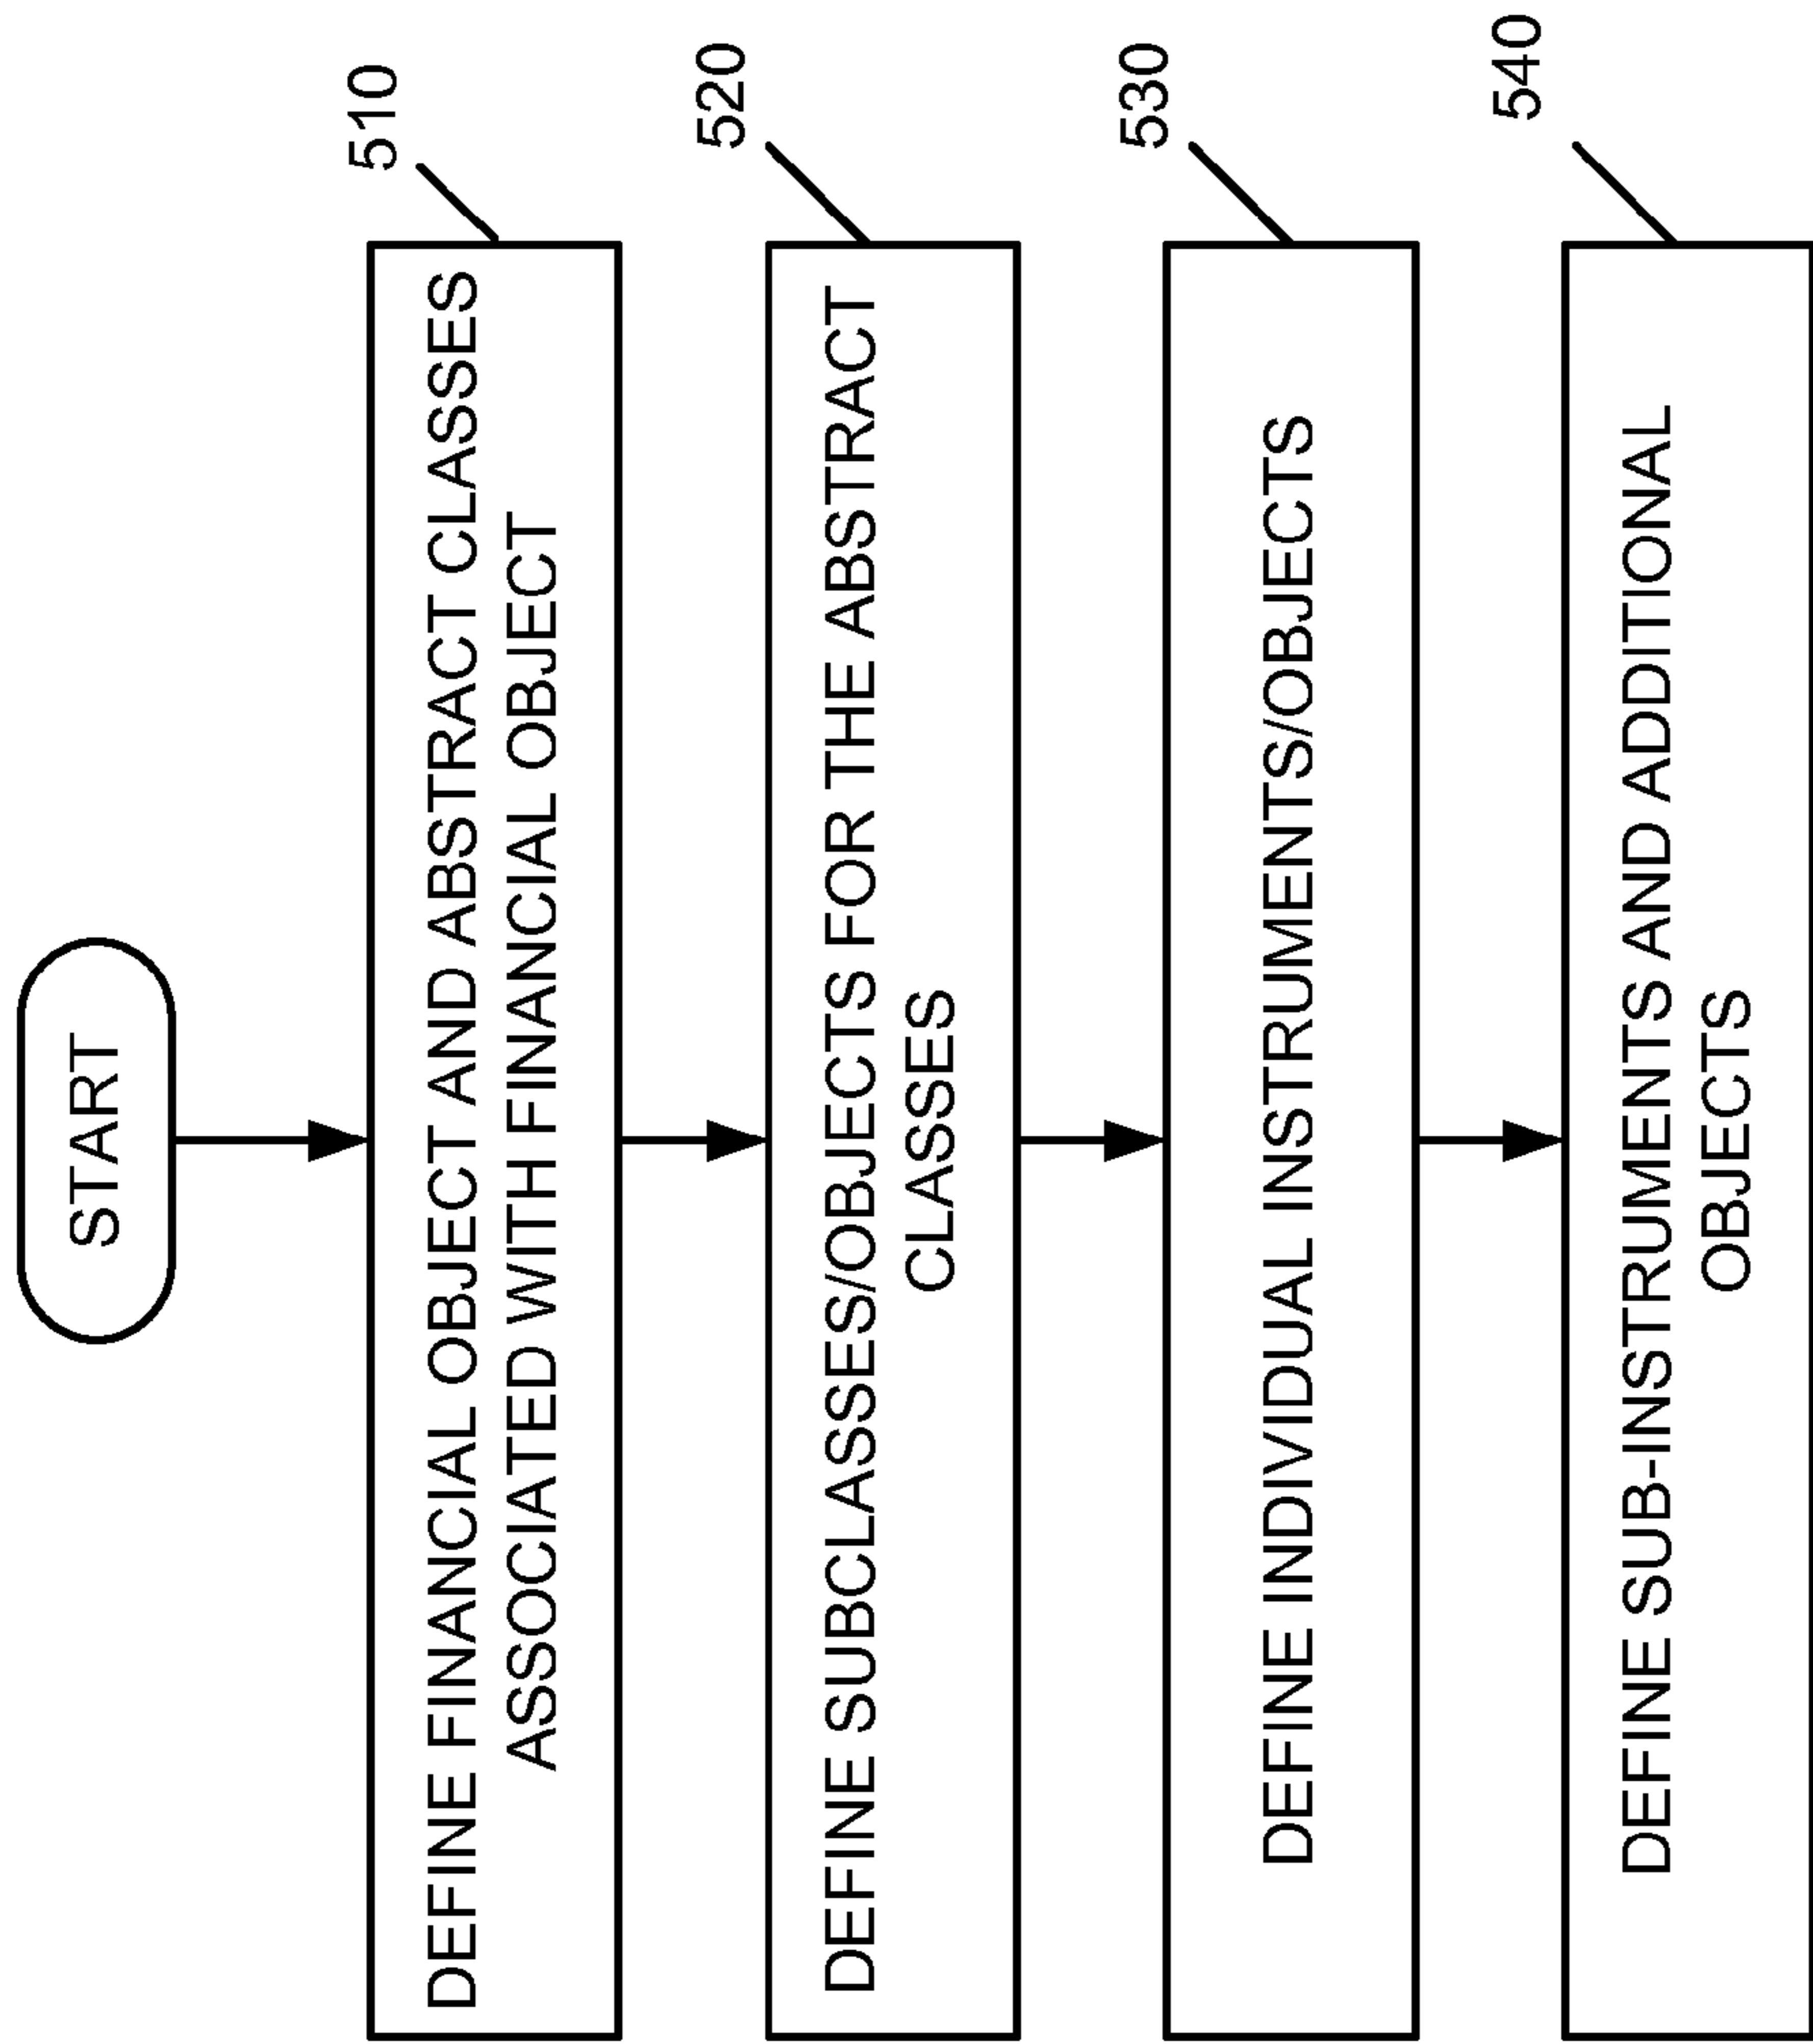 START
510
DEFINE FINANCIAL OBJECT AND ABSTRACT CLASSES
ASSOCIATED WITH FINANCIAL OBJECT
520
DEFINE SUBCLASSES/OBJECTS FOR THE ABSTRACT
CLASSES
530
DEFINE INDIVIDUAL INSTRUMENTS/OBJECTS
540
DEFINE SUB-INSTRUMENTS AND ADDITIONAL
OBJECTS